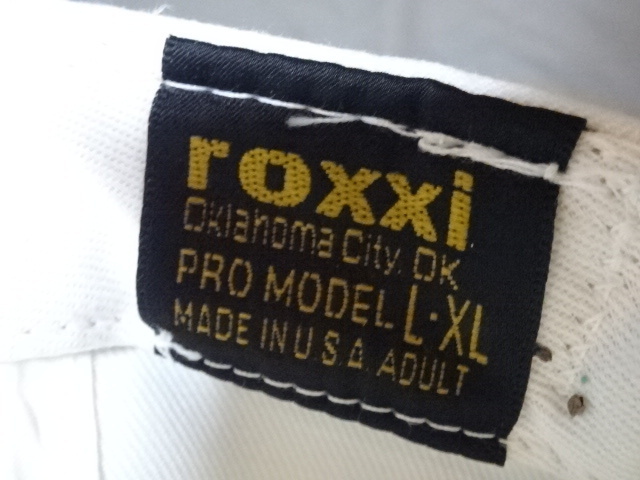 roxxi
Oklahoma City, OK
PRO MODEL L-XL
MADE IN U.S.A. ADULT